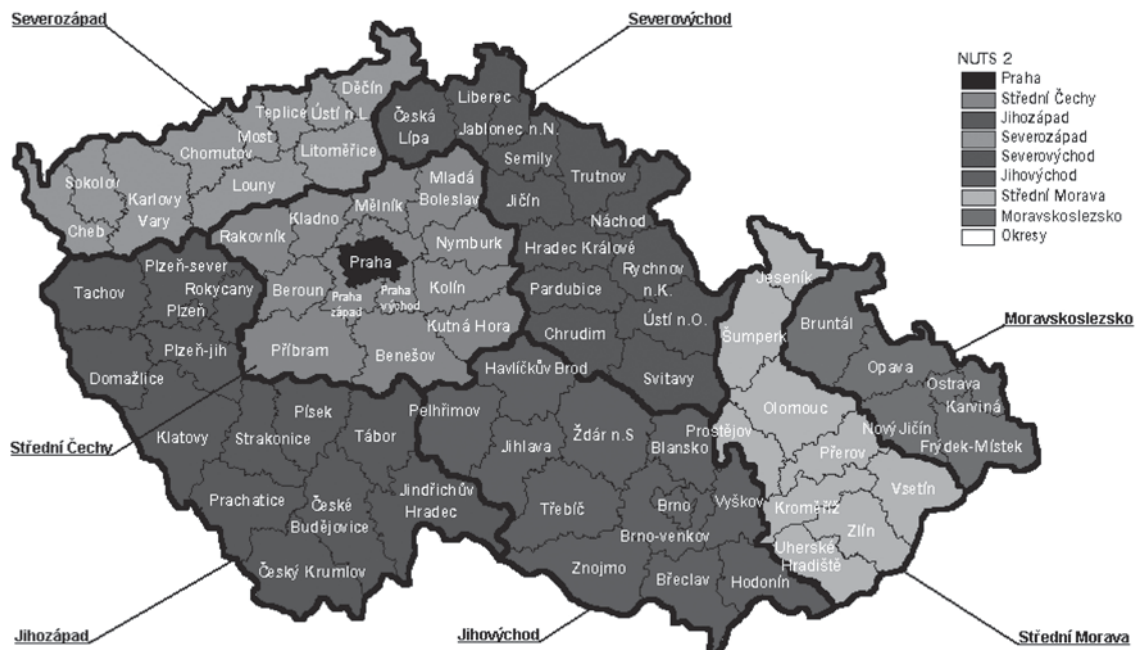 Severozápad
Severovýchod
NUTS 2
Praha
Střední Čechy
Jihozápad
Severozápad
Severovýchod
Jihovýchod
Střední Morava
Moravskoslezsko
Okresy
Děčín
Teplice
Ústí n.L.
Most
Chomutov
Litoměřice
Sokolov
Karlovy
Vary
Louny
Cheb
Česká
Lípa
Liberec
Jablonec n.N.
Semily
Trutnov
Jičín
Náchod
Hradec Králové
Rychnov
n.K.
Pardubice
Ústí n.O.
Chrudim
Svitavy
Mladá
Boleslav
Mělník
Kladno
Rakovník
Nymburk
Praha
Beroun
Praha
západ
Praha
východ
Kolín
Kutná Hora
Příbram
Benešov
Plzeň-sever
Tachov
Rokycany
Plzeň
Plzeň-jih
Domažlice
Klatovy
Písek
Strakonice
Tábor
Prachatice
České
Budějovice
Jindřichův
Hradec
Český Krumlov
Havlíčkův Brod
Pelhřimov
Jihlava
Ždár n.S
Blansko
Třebíč
Brno
Vyškov
Brno-venkov
Znojmo
Břeclav
Hodonín
Jeseník
Šumperk
Olomouc
Prostějov
Přerov
Kroměříž
Vsetín
Zlín
Uherské
Hradiště
Bruntál
Opava
Ostrava
Karviná
Nový Jičín
Frýdek-Místek
Moravskoslezsko
Střední Čechy
Jihozápad
Jihovýchod
Střední Morava